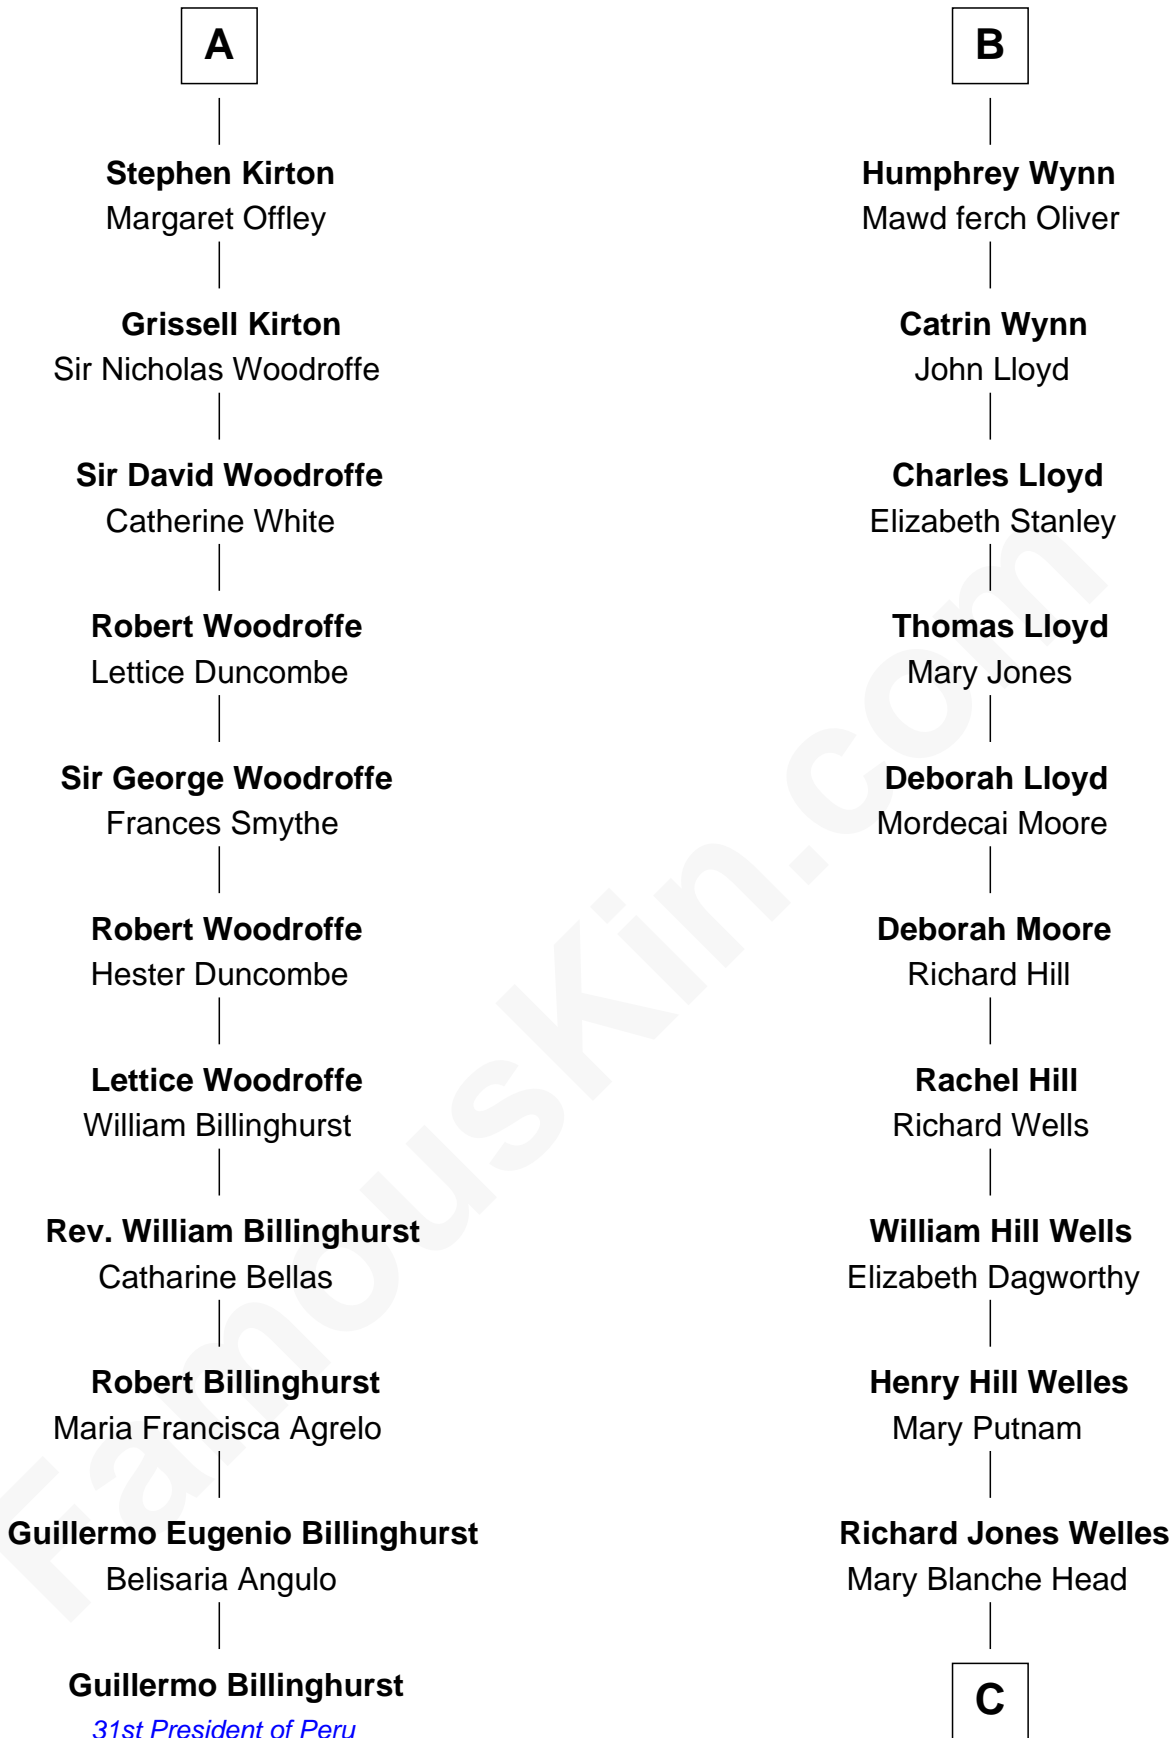 A
Stephen Kirton
Margaret Offley
Grissell Kirton
Sir Nicholas Woodroffe
Sir David Woodroffe
Catherine White
Robert Woodroffe
Lettice Duncombe
Sir George Woodroffe
Frances Smythe
Robert Woodroffe
Hester Duncombe
Lettice Woodroffe
William Billinghurst
Rev. William Billinghurst
Catharine Bellas
Robert Billinghurst
Maria Francisca Agrelo
Guillermo Eugenio Billinghurst
Belisaria Angulo
Guillermo Billinghurst
31st President of Peru
B
Humphrey Wynn
Mawd ferch Oliver
Catrin Wynn
John Lloyd
Charles Lloyd
Elizabeth Stanley
Thomas Lloyd
Mary Jones
Deborah Lloyd
Mordecai Moore
Deborah Moore
Richard Hill
Rachel Hill
Richard Wells
William Hill Wells
Elizabeth Dagworthy
Henry Hill Welles
Mary Putnam
Richard Jones Welles
Mary Blanche Head
C
FamousKin.com